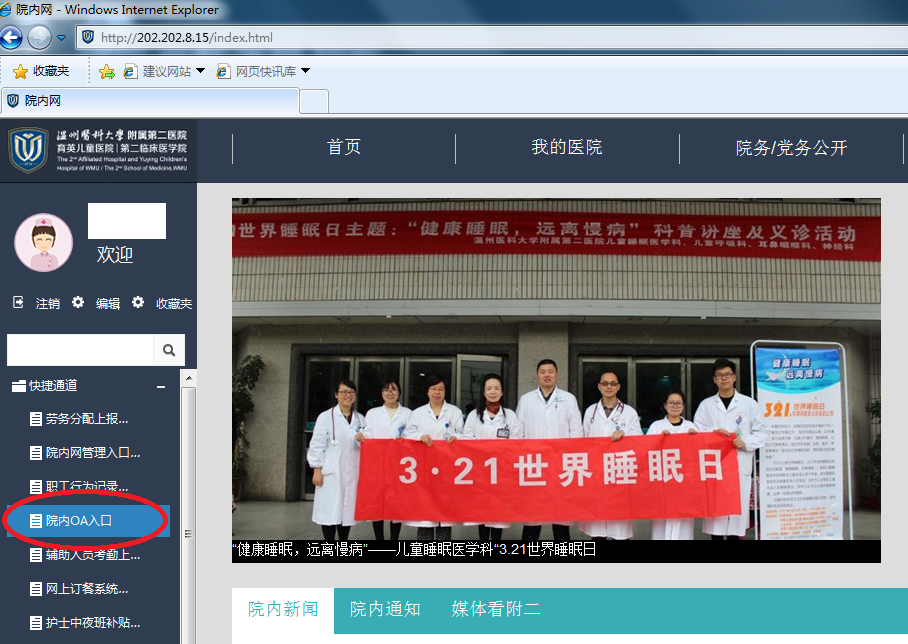 院内网 - Windows Internet Explorer
http://202.202.8.15/index.html
收藏夹 建议网站 网页快讯库
院内网
温州医科大学 附属第二医院
育英儿童医院 | 第二临床医学院
The 2nd Affiliated Hospital and Yuying Children's
Hospital of WMU / The 2nd School of Medicine,WMU
首页 我的医院 院务/党务公开
欢迎
注销 编辑 收藏夹
快捷通道
劳务分配上报...
院内网管理入口...
职工行为记录...
院内OA入口
辅助人员考勤上...
网上订餐系统...
护士中夜班补贴...
世界睡眠日主题：“健康睡眠，远离慢病”科普讲座及义诊活动
温州医科大学附属第二医院儿童睡眠医学科、儿童呼吸科、耳鼻咽喉科、神经科
健康睡眠
远离慢病
321 世界睡眠日
3·21世界睡眠日
“健康睡眠，远离慢病”——儿童睡眠医学科“3.21世界睡眠日
院内新闻 院内通知 媒体看附二